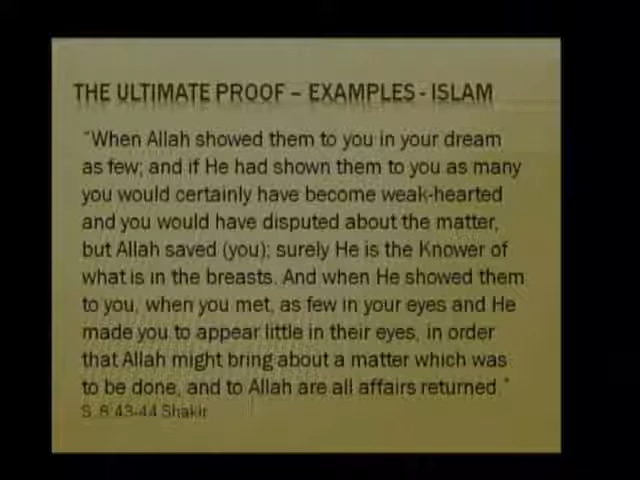 THE ULTIMATE PROOF – EXAMPLES - ISLAM
"When Allah showed them to you in your dream
as few; and if He had shown them to you as many
you would certainly have become weak-hearted
and you would have disputed about the matter,
but Allah saved (you); surely He is the Knower of
what is in the breasts. And when He showed them
to you, when you met, as few in your eyes and He
made you to appear little in their eyes, in order
that Allah might bring about a matter which was
to be done, and to Allah are all affairs returned."
S. 8:43-44 Shakir